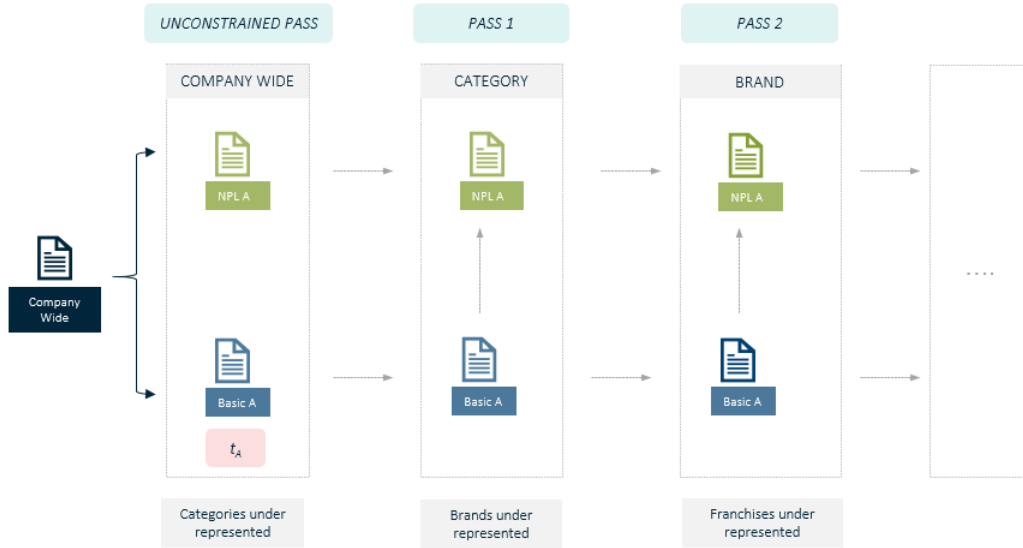 UNCONSTRAINED PASS
PASS 1
PASS 2
COMPANY WIDE
CATEGORY
BRAND
NPL A
NPL A
NPL A
Company
Wide
....
Basic A
Basic A
Basic A
tA
Categories under
represented
Brands under
represented
Franchises under
represented